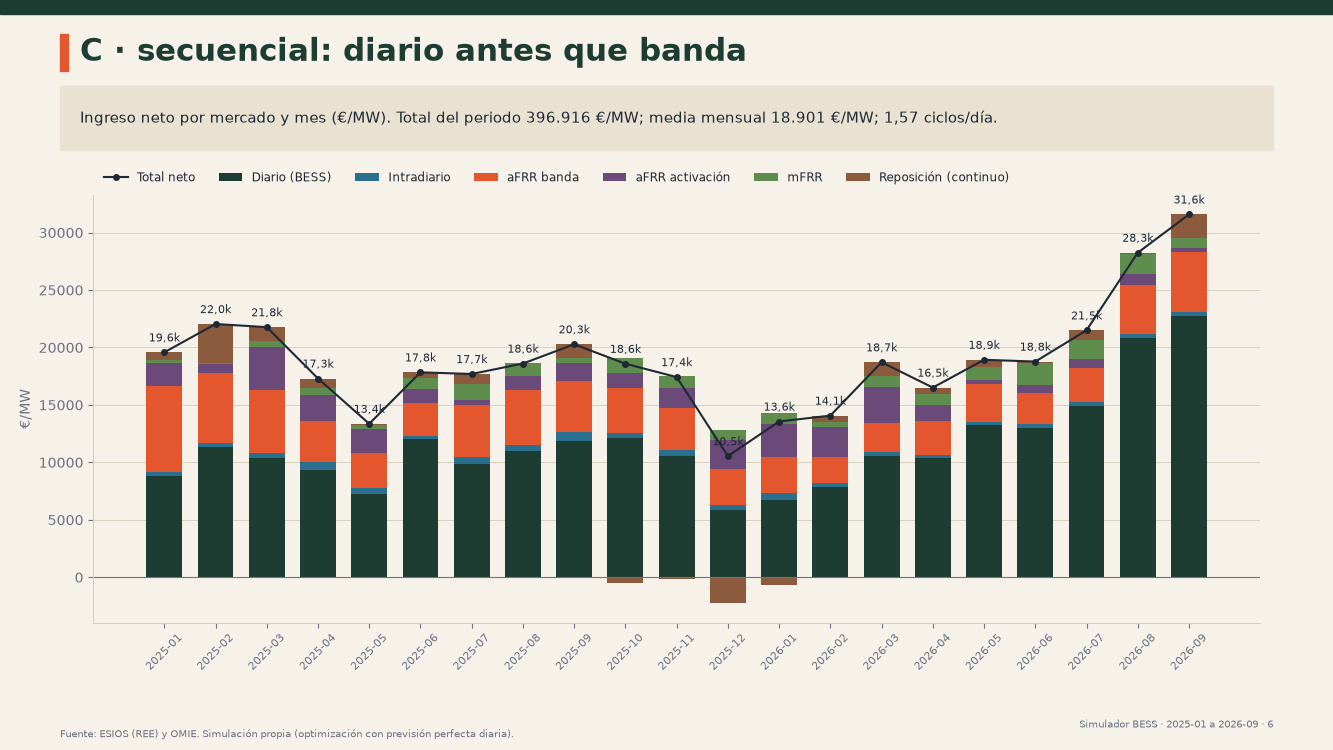 C · secuencial: diario antes que banda
Ingreso neto por mercado y mes (€/MW). Total del periodo 396.916 €/MW; media mensual 18.901 €/MW; 1,57 ciclos/día.
Total neto Diario (BESS) Intradiario aFRR banda aFRR activación mFRR Reposición (continuo)
€/MW
30000
25000
20000
15000
10000
5000
0
19,6k
22,0k
21,8k
17,3k
13,4k
17,8k
17,7k
18,6k
20,3k
18,6k
17,4k
10,5k
13,6k
14,1k
18,7k
16,5k
18,9k
18,8k
21,5k
28,3k
31,6k
2025-01
2025-02
2025-03
2025-04
2025-05
2025-06
2025-07
2025-08
2025-09
2025-10
2025-11
2025-12
2026-01
2026-02
2026-03
2026-04
2026-05
2026-06
2026-07
2026-08
2026-09
Simulador BESS · 2025-01 a 2026-09 · 6
Fuente: ESIOS (REE) y OMIE. Simulación propia (optimización con previsión perfecta diaria).